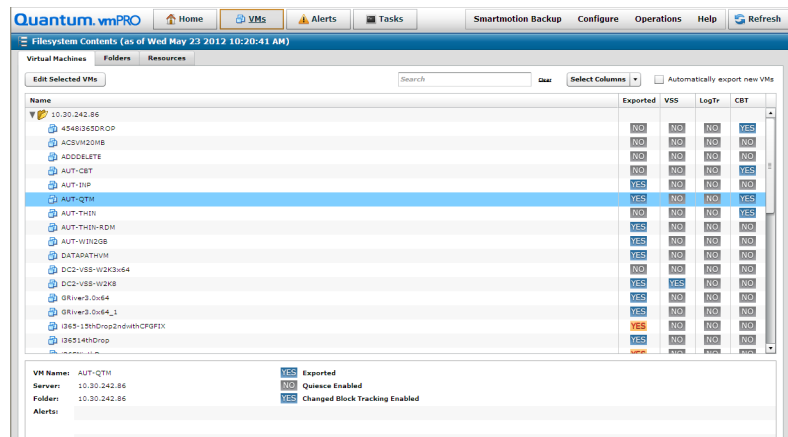 Quantum. vmPRO Home VMs Alerts Tasks Smartmotion Backup Configure Operations Help Refresh
Filesystem Contents (as of Wed May 23 2012 10:20:41 AM)
Virtual Machines Folders Resources
Edit Selected VMs Search Clear Select Columns Automatically export new VMs
Name Exported VSS LogTr CBT
10.30.242.86
4548i365DROP NO NO NO YES
ACSVM20MB NO NO NO NO
ADDDELETE NO NO NO NO
AUT-CBT NO NO NO YES
AUT-INP YES NO NO NO
AUT-QTM YES NO NO YES
AUT-THIN NO NO NO YES
AUT-THIN-RDM YES NO NO NO
AUT-WIN2GB YES NO NO NO
DATAPATHVM YES NO NO NO
DC2-VSS-W2K3x64 NO NO NO NO
DC2-VSS-W2K8 YES YES NO NO
GRiver3.0x64 YES NO NO NO
GRiver3.0x64_1 YES NO NO NO
i365-15thDrop2ndwithCFGFIX YES NO NO NO
i36514thDrop YES NO NO NO
YES NO NO NO
VM Name: AUT-QTM YES Exported
Server: 10.30.242.86 NO Quiesce Enabled
Folder: 10.30.242.86 YES Changed Block Tracking Enabled
Alerts: